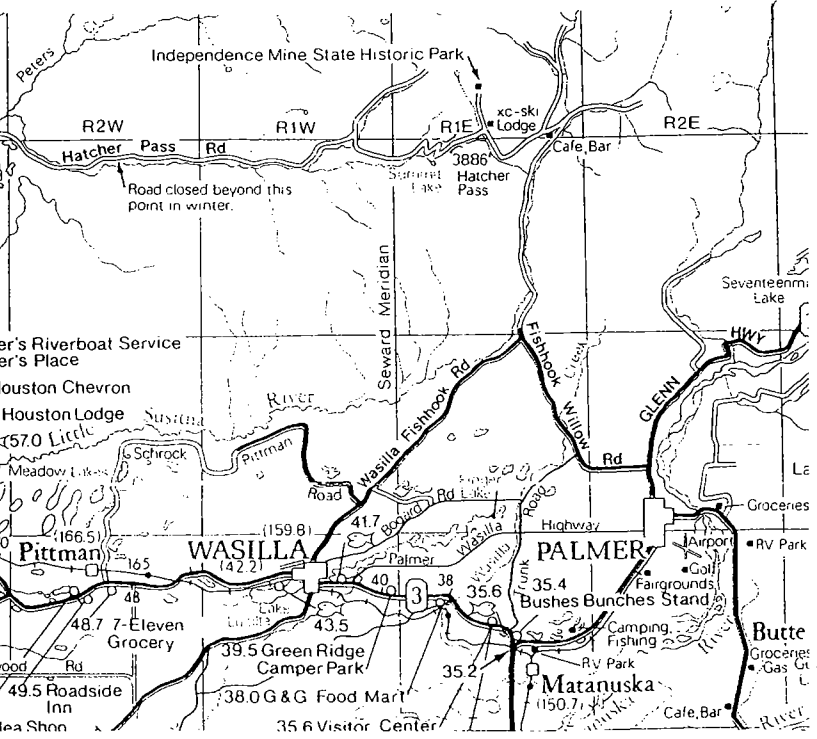 Peters
Independence Mine State Historic Park
R2W
R1W
R1E
xc-ski
Lodge
R2E
Hatcher Pass Rd
3886
Hatcher
Pass
Cafe, Bar
Summit
Lake
Road closed beyond this
point in winter.
Seward Meridian
Seventeenm
Lake
HWY
GLENN
er's Riverboat Service
er's Place
Houston Chevron
Houston Lodge
57.0 Little Susitna River
Fishhook Willow Rd
Creek
Wasilla Fishhook Rd
Schrock
Pittman
Road
Meadow Lakes
Bogard Rd
Finger
Lake
La
Groceries
(166.5)
(159.8)
41.7
Palmer Wasilla Highway
Trunk Road
Pittman
165
WASILLA
(42.2)
PALMER
Airport
RV Park
Gol
Fairgrounds
48
40
3
38
35.6
Wasilla
35.4
Bushes Bunches Stand
Lake
Lucille
43.5
48.7 7-Eleven
Grocery
39.5 Green Ridge
Camper Park
Camping,
Fishing
River
RV Park
Butte
Groceries
Gas
wood Rd
49.5 Roadside
Inn
38.0 G&G Food Mart
35.2
Matanuska
(150.7)
Idea Shop
35.6 Visitor Center
Cafe, Bar
River